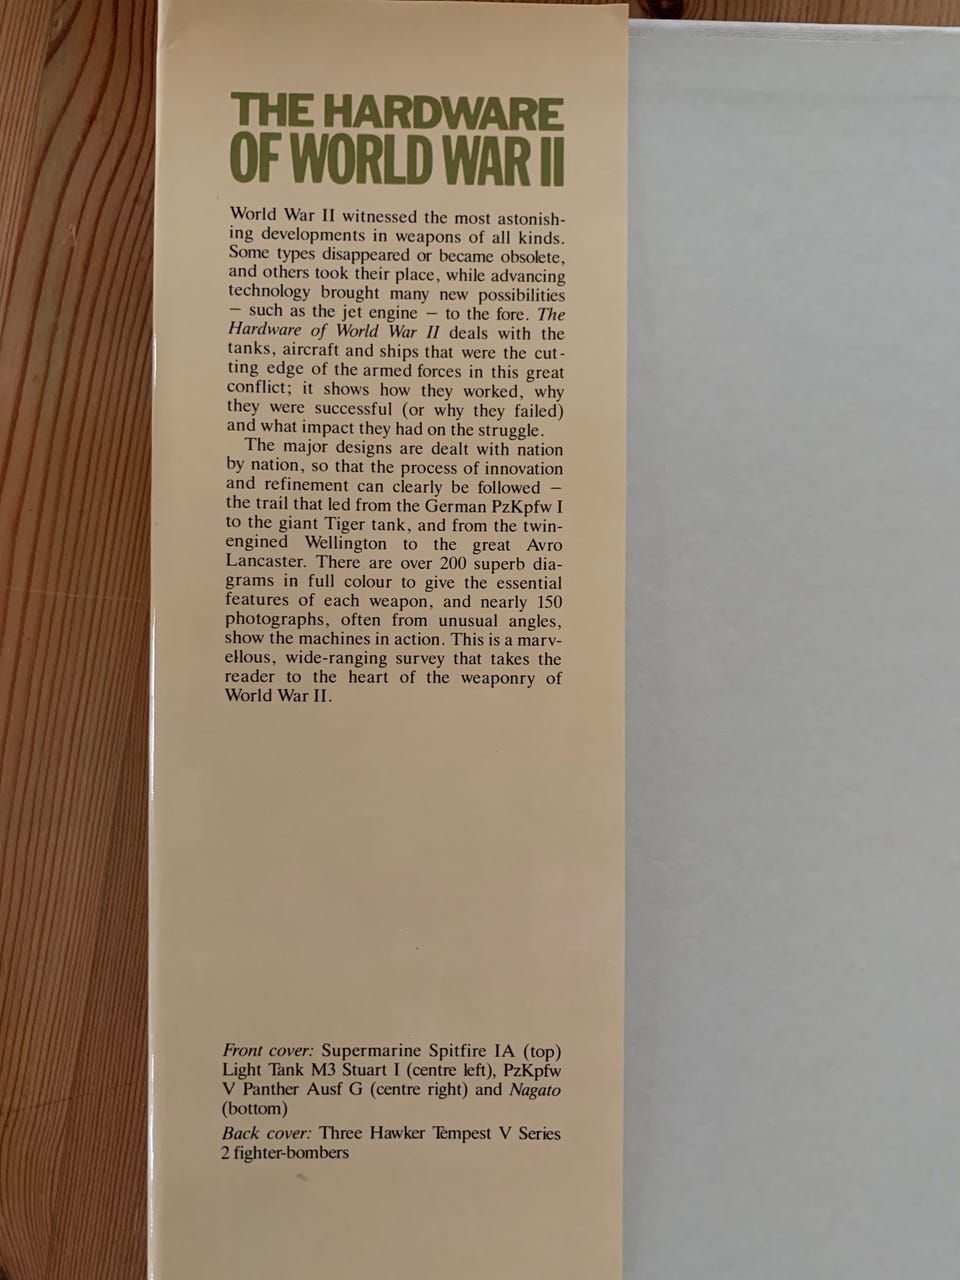 THE HARDWARE
OF WORLD WAR II
World War II witnessed the most astonish-
ing developments in weapons of all kinds.
Some types disappeared or became obsolete,
and others took their place, while advancing
technology brought many new possibilities
– such as the jet engine – to the fore. The
Hardware of World War II deals with the
tanks, aircraft and ships that were the cut-
ting edge of the armed forces in this great
conflict; it shows how they worked, why
they were successful (or why they failed)
and what impact they had on the struggle.
The major designs are dealt with nation
by nation, so that the process of innovation
and refinement can clearly be followed –
the trail that led from the German PzKpfw I
to the giant Tiger tank, and from the twin-
engined Wellington to the great Avro
Lancaster. There are over 200 superb dia-
grams in full colour to give the essential
features of each weapon, and nearly 150
photographs, often from unusual angles,
show the machines in action. This is a marv-
ellous, wide-ranging survey that takes the
reader to the heart of the weaponry of
World War II.
Front cover: Supermarine Spitfire IA (top)
Light Tank M3 Stuart I (centre left), PzKpfw
V Panther Ausf G (centre right) and Nagato
(bottom)
Back cover: Three Hawker Tempest V Series
2 fighter-bombers